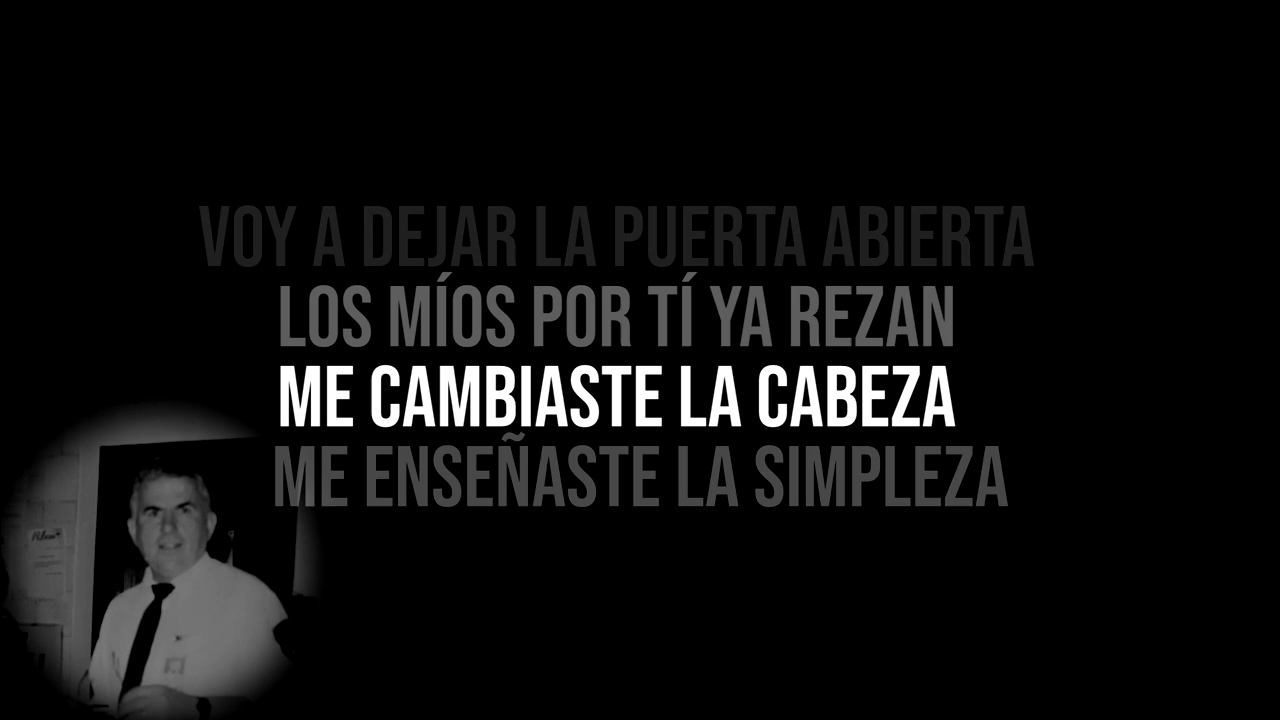 VOY A DEJAR LA PUERTA ABIERTA
LOS MÍOS POR TÍ YA REZAN
ME CAMBIASTE LA CABEZA
ME ENSEÑASTE LA SIMPLEZA